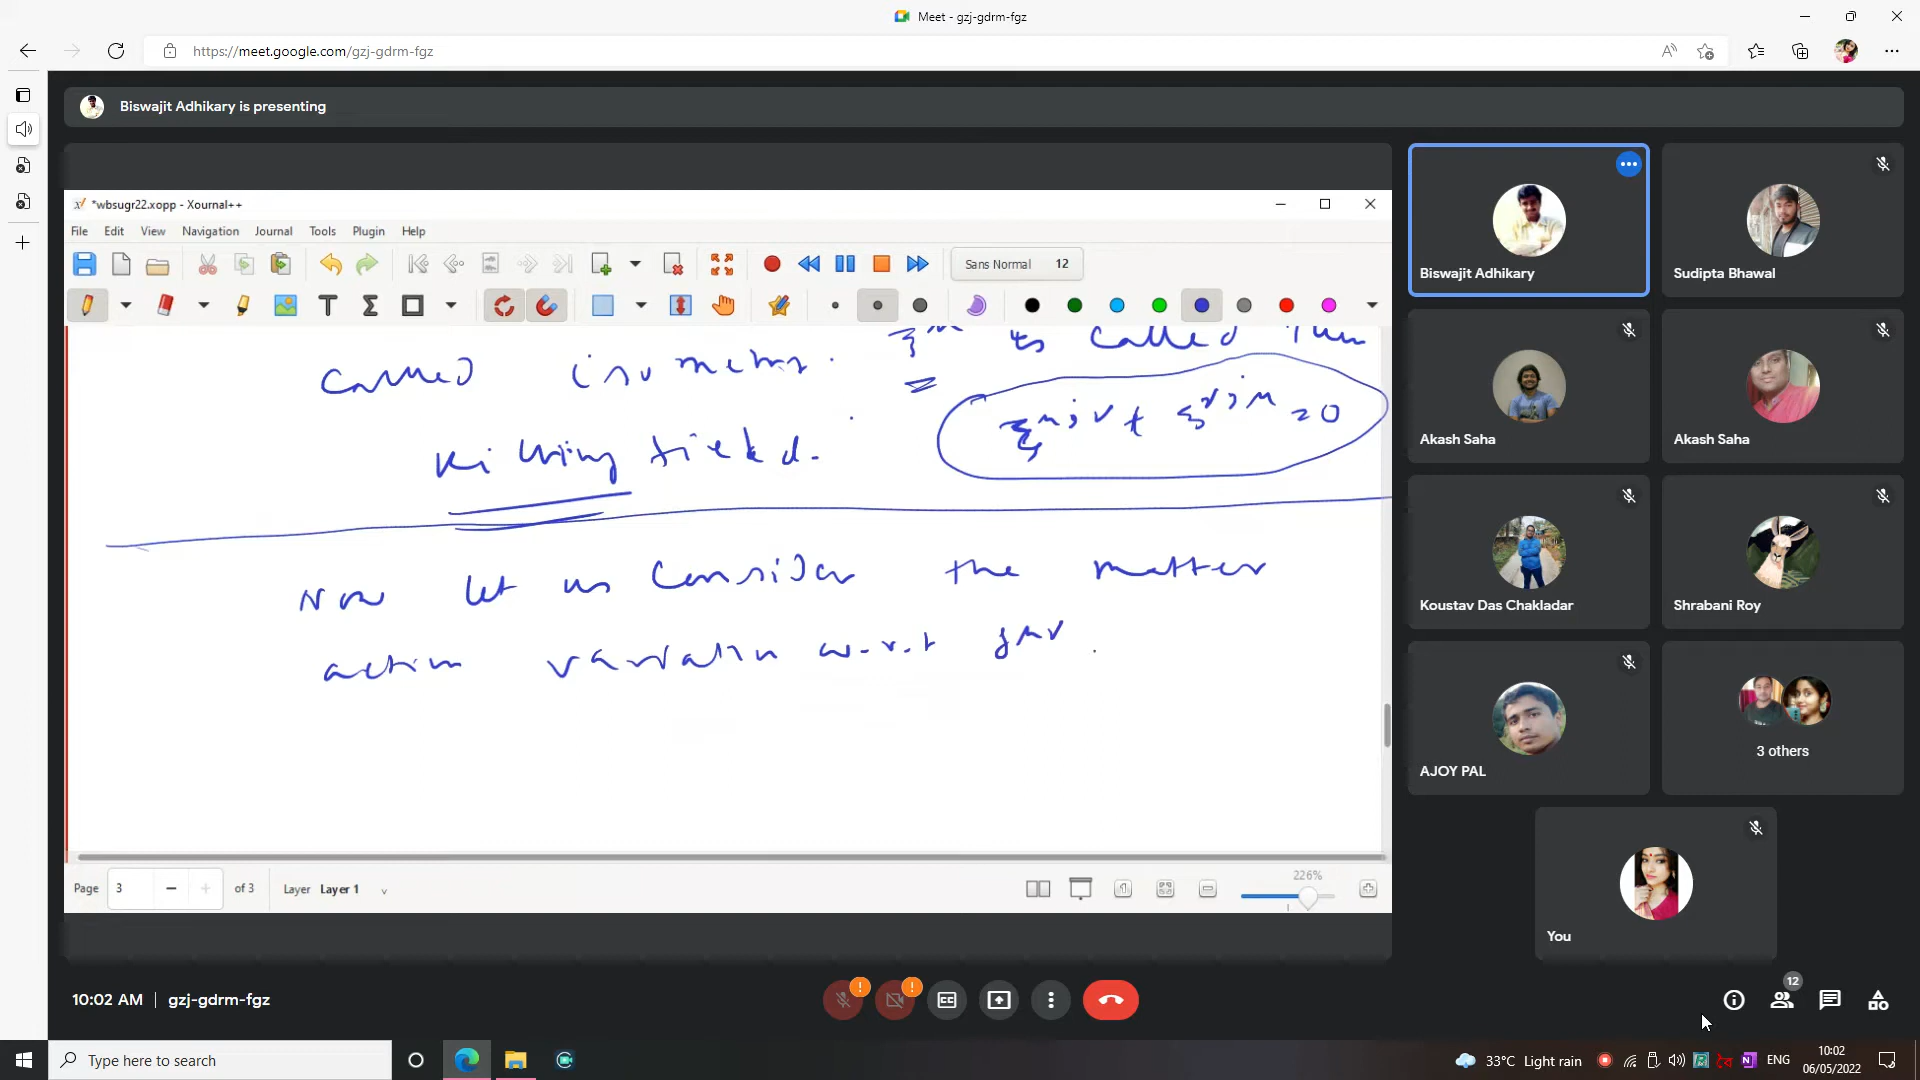 Meet - gzj-gdrm-fgz
https://meet.google.com/gzj-gdrm-fgz
Biswajit Adhikary is presenting
*wbsugr22.xopp - Xournal++
File Edit View Navigation Journal Tools Plugin Help
Sans Normal 12
ξ^μ is called
called isometry.
ξ^{μ;ν} + ξ^{ν;μ} = 0
Killing field.
Now let us consider the matter
action variation w.r.t g^{μν}.
Page 3 of 3 Layer Layer 1 226%
Biswajit Adhikary
Sudipta Bhawal
Akash Saha
Akash Saha
Koustav Das Chakladar
Shrabani Roy
AJOY PAL
3 others
You
10:02 AM | gzj-gdrm-fgz
12
Type here to search
33°C Light rain
ENG
10:02
06/05/2022